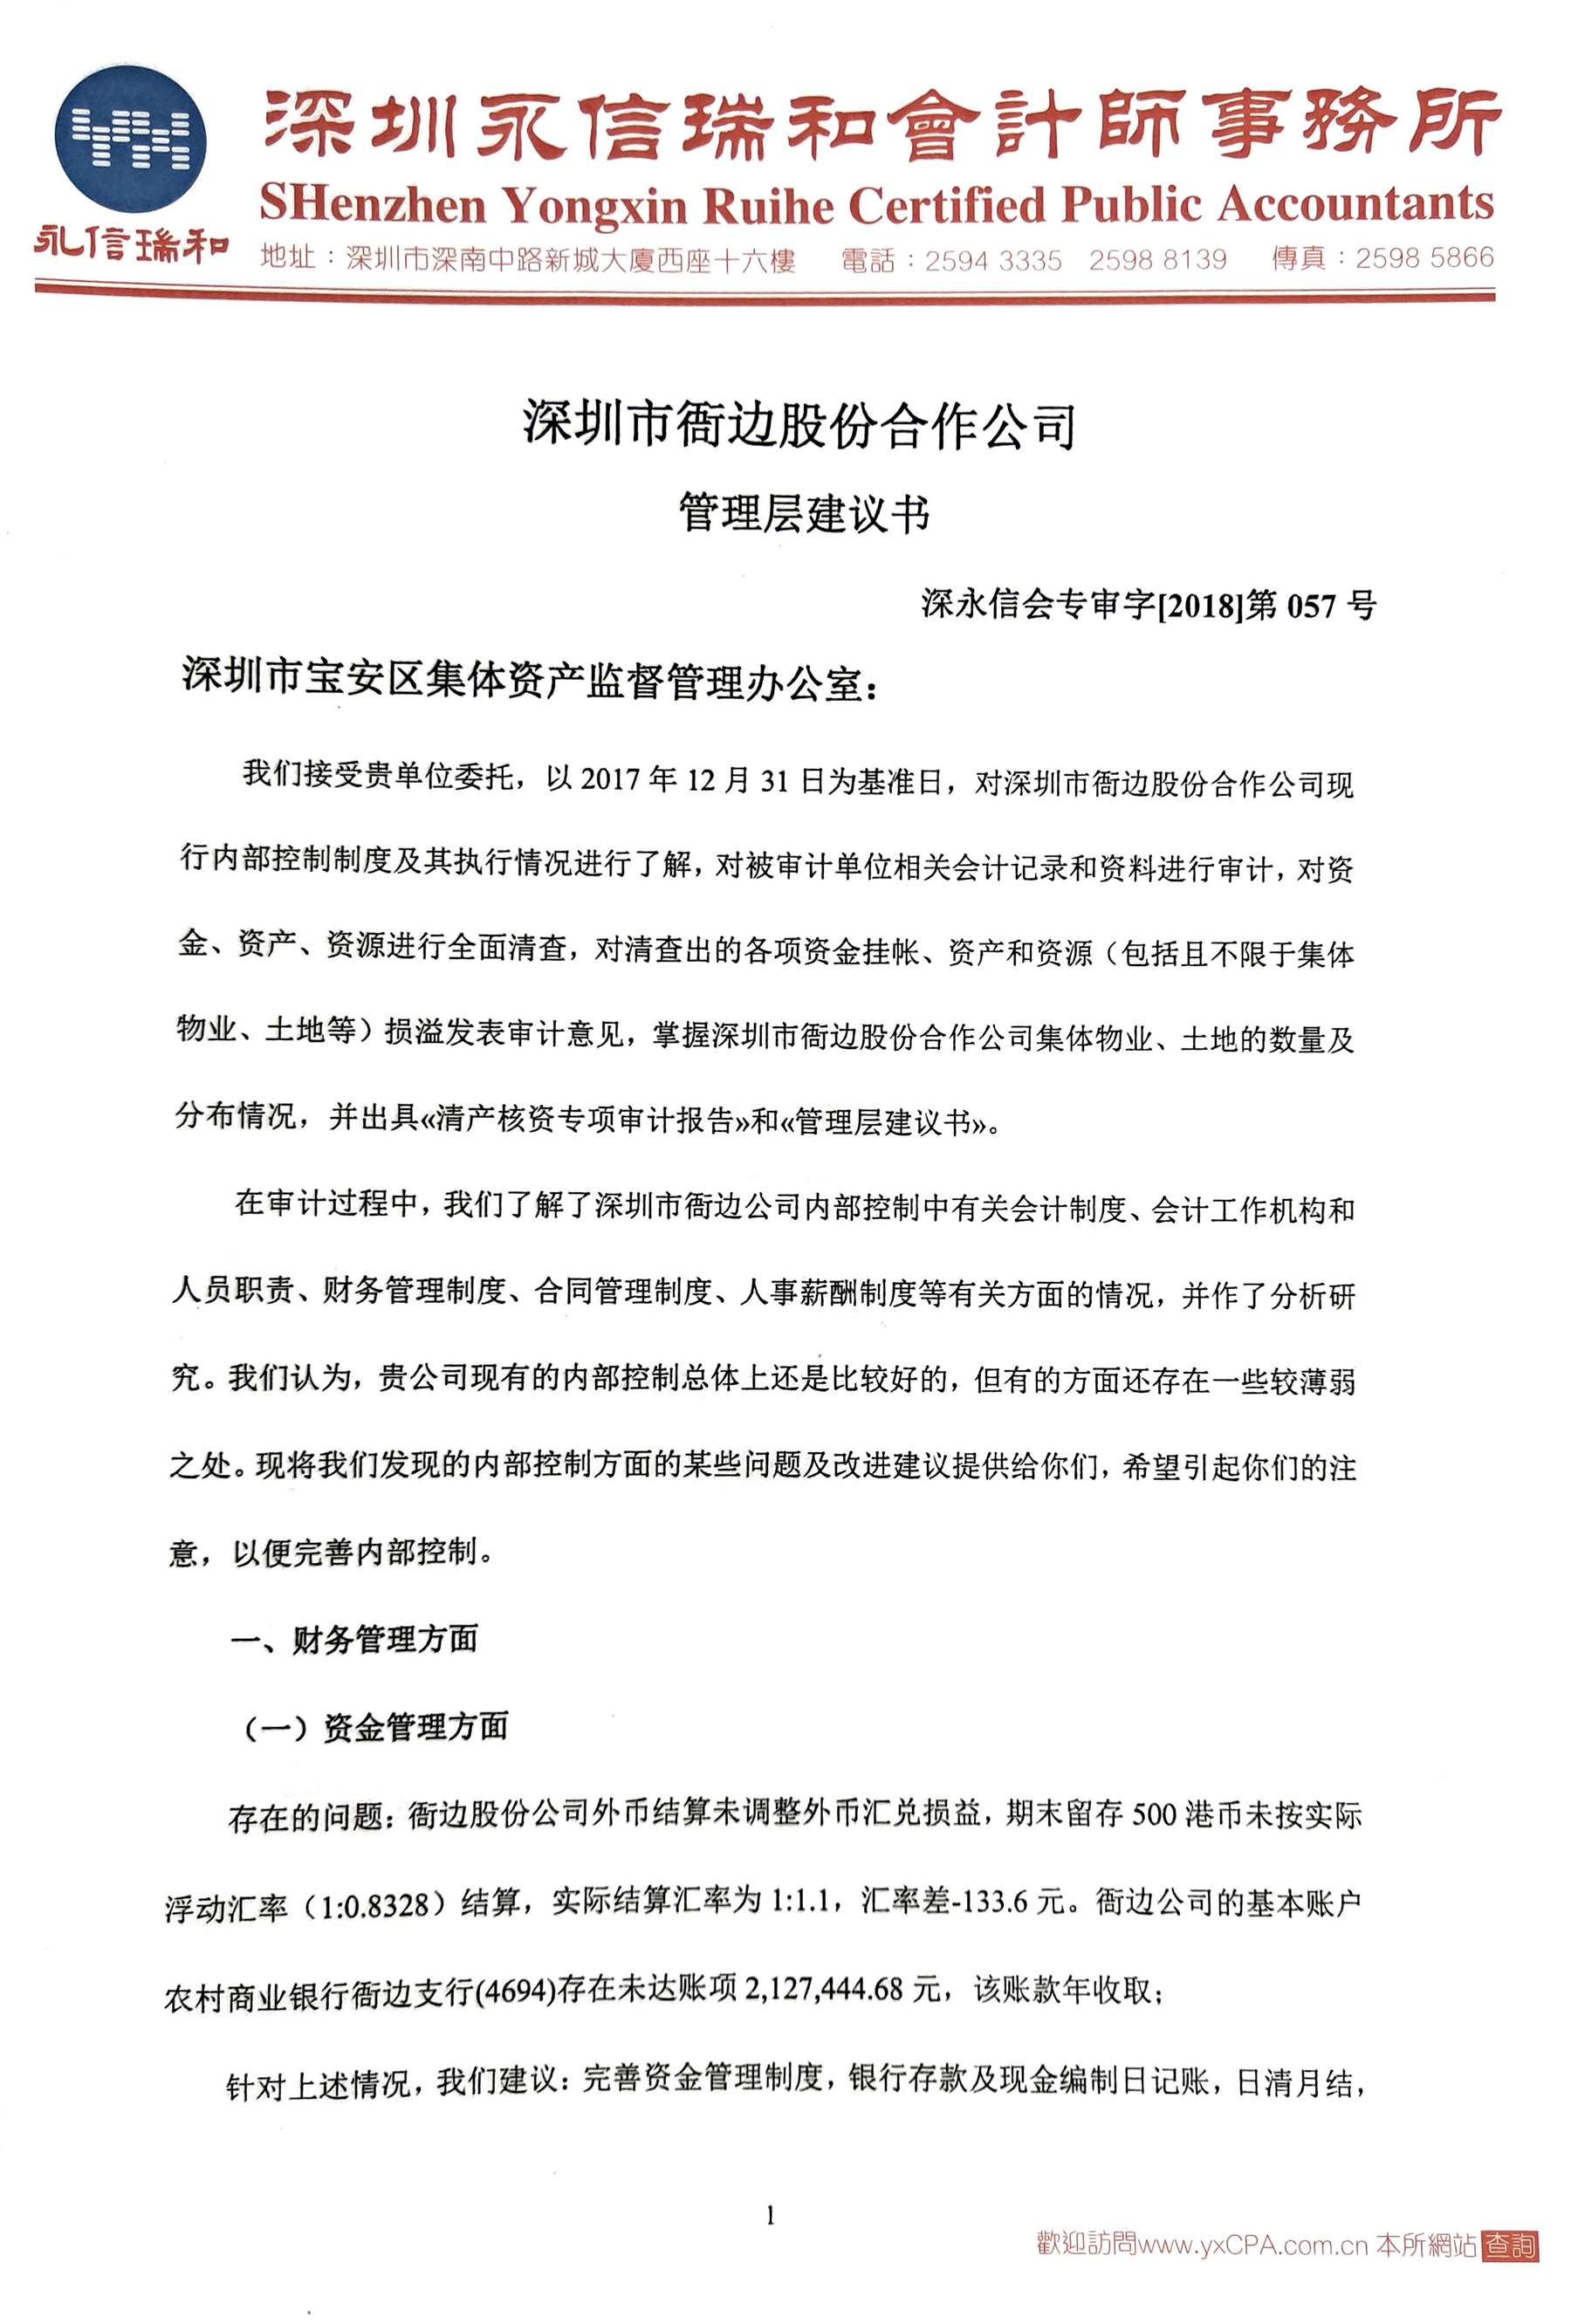 深圳永信瑞和會計師事務所
SHenzhen Yongxin Ruihe Certified Public Accountants
永信瑞和
地址：深圳市深南中路新城大廈西座十六樓 電話：2594 3335 2598 8139 傳真：2598 5866
深圳市衙边股份合作公司
管理层建议书
深永信会专审字[2018]第 057 号
深圳市宝安区集体资产监督管理办公室：
我们接受贵单位委托，以 2017 年 12 月 31 日为基准日，对深圳市衙边股份合作公司现
行内部控制制度及其执行情况进行了解，对被审计单位相关会计记录和资料进行审计，对资
金、资产、资源进行全面清查，对清查出的各项资金挂帐、资产和资源（包括且不限于集体
物业、土地等）损溢发表审计意见，掌握深圳市衙边股份合作公司集体物业、土地的数量及
分布情况，并出具«清产核资专项审计报告»和«管理层建议书»。
在审计过程中，我们了解了深圳市衙边公司内部控制中有关会计制度、会计工作机构和
人员职责、财务管理制度、合同管理制度、人事薪酬制度等有关方面的情况，并作了分析研
究。我们认为，贵公司现有的内部控制总体上还是比较好的，但有的方面还存在一些较薄弱
之处。现将我们发现的内部控制方面的某些问题及改进建议提供给你们，希望引起你们的注
意，以便完善内部控制。
一、财务管理方面
（一）资金管理方面
存在的问题：衙边股份公司外币结算未调整外币汇兑损益，期末留存 500 港币未按实际
浮动汇率（1:0.8328）结算，实际结算汇率为 1:1.1，汇率差-133.6 元。衙边公司的基本账户
农村商业银行衙边支行(4694)存在未达账项 2,127,444.68 元，该账款年收取；
针对上述情况，我们建议：完善资金管理制度，银行存款及现金编制日记账，日清月结，
1
歡迎訪問www.yxCPA.com.cn 本所網站 查詢